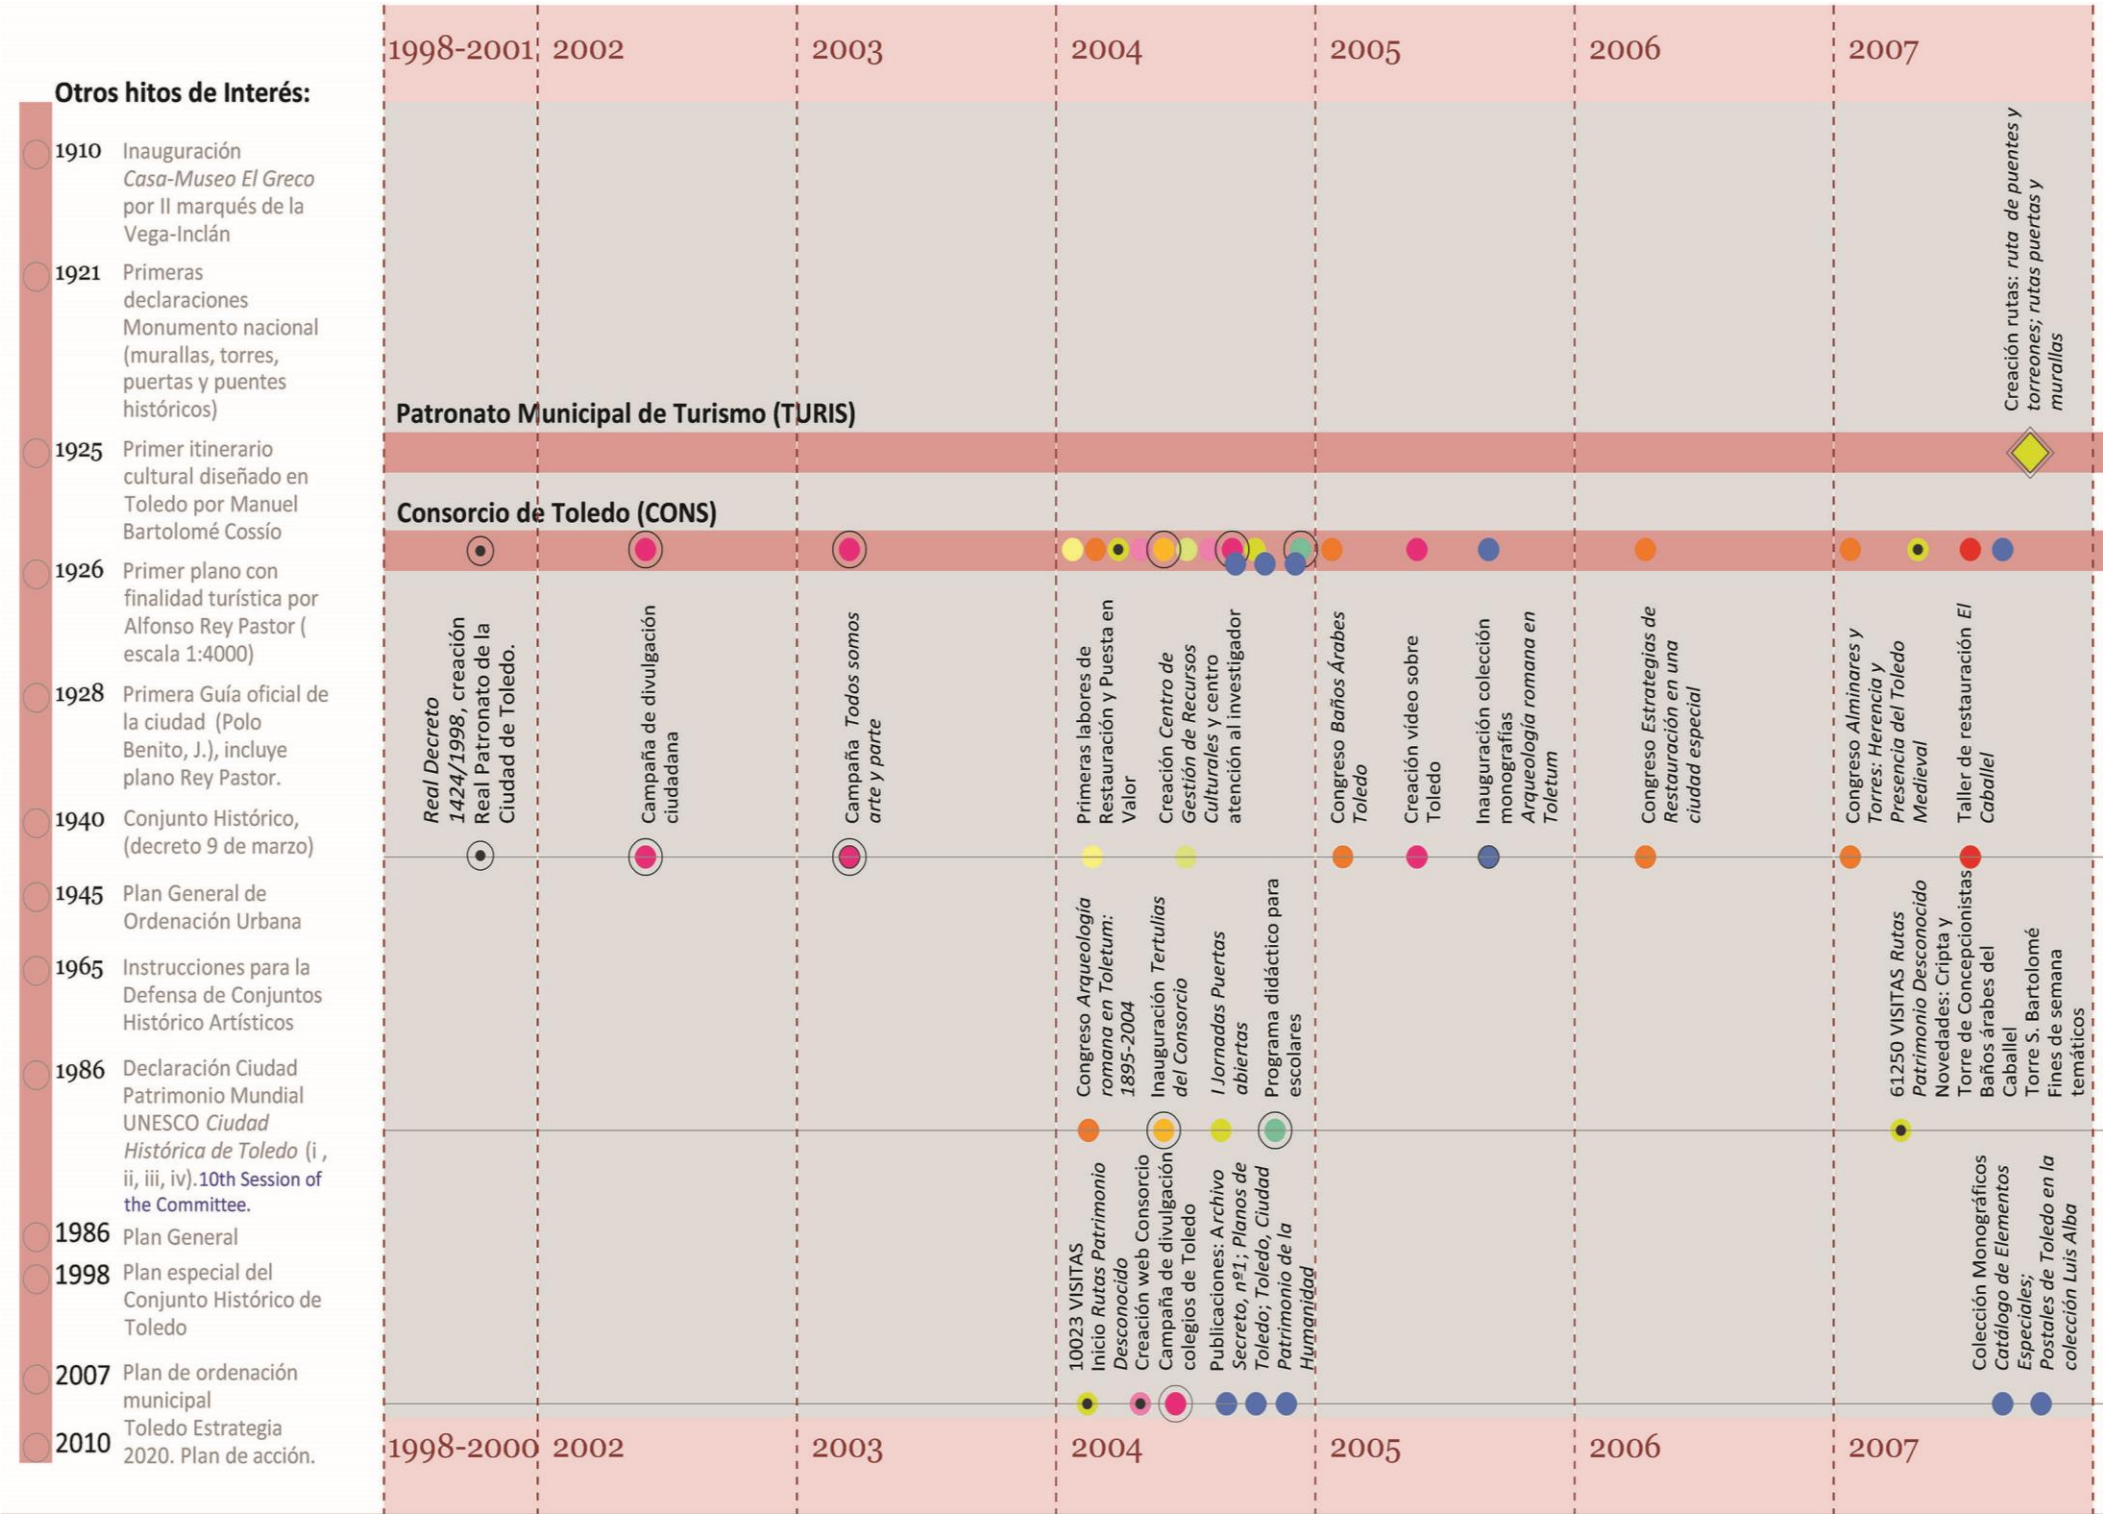 1998-2001
2002
2003
2004
2005
2006
2007
Otros hitos de Interés:
1910
Inauguración
Casa-Museo El Greco
por II marqués de la
Vega-Inclán
1921
Primeras
declaraciones
Monumento nacional
(murallas, torres,
puertas y puentes
históricos)
1925
Primer itinerario
cultural diseñado en
Toledo por Manuel
Bartolomé Cossío
1926
Primer plano con
finalidad turística por
Alfonso Rey Pastor (
escala 1:4000)
1928
Primera Guía oficial de
la ciudad (Polo
Benito, J.), incluye
plano Rey Pastor.
1940
Conjunto Histórico,
(decreto 9 de marzo)
1945
Plan General de
Ordenación Urbana
1965
Instrucciones para la
Defensa de Conjuntos
Histórico Artísticos
1986
Declaración Ciudad
Patrimonio Mundial
UNESCO Ciudad
Histórica de Toledo (i ,
ii, iii, iv).10th Session of
the Committee.
1986
Plan General
1998
Plan especial del
Conjunto Histórico de
Toledo
2007
Plan de ordenación
municipal
2010
Toledo Estrategia
2020. Plan de acción.
Creación rutas: ruta de puentes y
torreones; rutas puertas y
murallas
Patronato Municipal de Turismo (TURIS)
Consorcio de Toledo (CONS)
Real Decreto
1424/1998, creación
Real Patronato de la
Ciudad de Toledo.
Campaña de divulgación
ciudadana
Campaña Todos somos
arte y parte
Primeras labores de
Restauración y Puesta en
Valor
Creación Centro de
Gestión de Recursos
Culturales y centro
atención al investigador
Congreso Baños Árabes
Toledo
Creación vídeo sobre
Toledo
Inauguración colección
monografías
Arqueología romana en
Toletum
Congreso Estrategias de
Restauración en una
ciudad especial
Congreso Alminares y
Torres: Herencia y
Presencia del Toledo
Medieval
Taller de restauración El
Caballel
Congreso Arqueología
romana en Toletum:
1895-2004
Inauguración Tertulias
del Consorcio
I Jornadas Puertas
abiertas
Programa didáctico para
escolares
61250 VISITAS Rutas
Patrimonio Desconocido
Novedades: Cripta y
Torre de Concepcionistas
Baños árabes del
Caballel
Torre S. Bartolomé
Fines de semana
temáticos
10023 VISITAS
Inicio Rutas Patrimonio
Desconocido
Creación web Consorcio
Campaña de divulgación
colegios de Toledo
Publicaciones: Archivo
Secreto, nº1; Planos de
Toledo; Toledo, Ciudad
Patrimonio de la
Humanidad
Colección Monográficos
Catálogo de Elementos
Especiales;
Postales de Toledo en la
colección Luis Alba
1998-2000
2002
2003
2004
2005
2006
2007